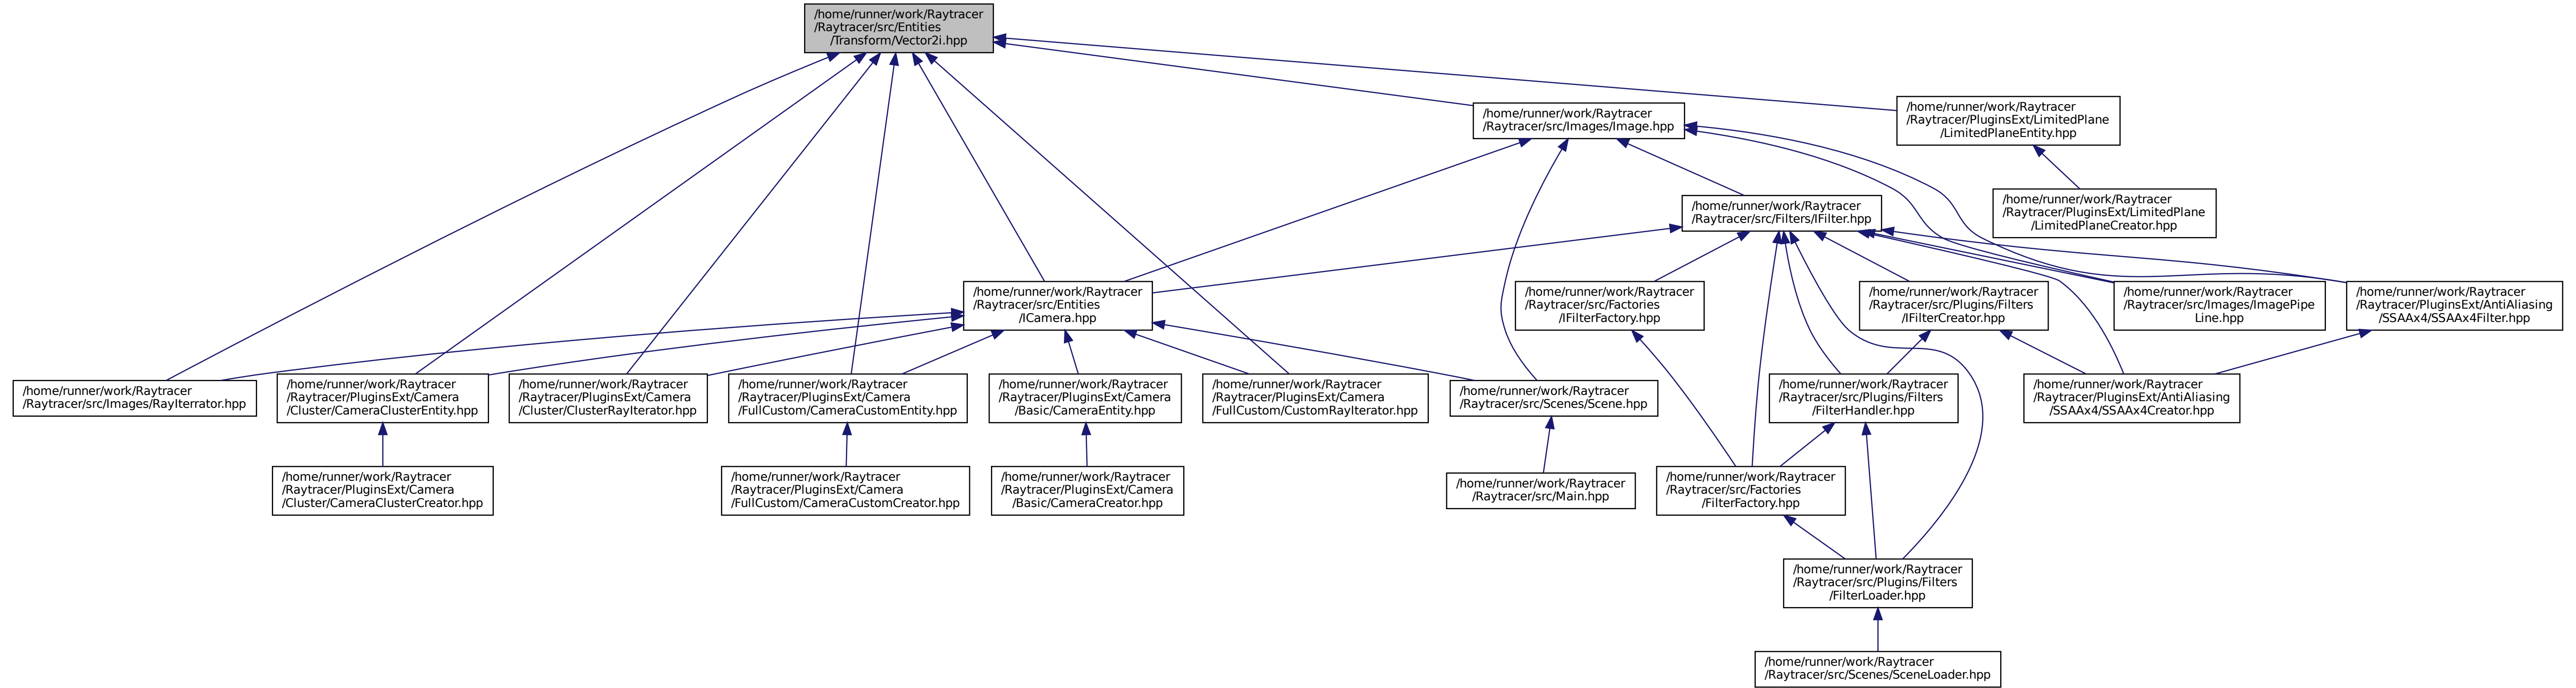 /home/runner/work/Raytracer
/Raytracer/src/Entities
/Transform/Vector2i.hpp
/home/runner/work/Raytracer
/Raytracer/src/Images/Image.hpp
/home/runner/work/Raytracer
/Raytracer/PluginsExt/LimitedPlane
/LimitedPlaneEntity.hpp
/home/runner/work/Raytracer
/Raytracer/src/Filters/IFilter.hpp
/home/runner/work/Raytracer
/Raytracer/PluginsExt/LimitedPlane
/LimitedPlaneCreator.hpp
/home/runner/work/Raytracer
/Raytracer/src/Entities
/ICamera.hpp
/home/runner/work/Raytracer
/Raytracer/src/Factories
/IFilterFactory.hpp
/home/runner/work/Raytracer
/Raytracer/src/Plugins/Filters
/IFilterCreator.hpp
/home/runner/work/Raytracer
/Raytracer/src/Images/ImagePipe
Line.hpp
/home/runner/work/Raytracer
/Raytracer/PluginsExt/AntiAliasing
/SSAAx4/SSAAx4Filter.hpp
/home/runner/work/Raytracer
/Raytracer/src/Images/RayIterrator.hpp
/home/runner/work/Raytracer
/Raytracer/PluginsExt/Camera
/Cluster/CameraClusterEntity.hpp
/home/runner/work/Raytracer
/Raytracer/PluginsExt/Camera
/Cluster/ClusterRayIterator.hpp
/home/runner/work/Raytracer
/Raytracer/PluginsExt/Camera
/FullCustom/CameraCustomEntity.hpp
/home/runner/work/Raytracer
/Raytracer/PluginsExt/Camera
/Basic/CameraEntity.hpp
/home/runner/work/Raytracer
/Raytracer/PluginsExt/Camera
/FullCustom/CustomRayIterator.hpp
/home/runner/work/Raytracer
/Raytracer/src/Scenes/Scene.hpp
/home/runner/work/Raytracer
/Raytracer/src/Plugins/Filters
/FilterHandler.hpp
/home/runner/work/Raytracer
/Raytracer/PluginsExt/AntiAliasing
/SSAAx4/SSAAx4Creator.hpp
/home/runner/work/Raytracer
/Raytracer/PluginsExt/Camera
/Cluster/CameraClusterCreator.hpp
/home/runner/work/Raytracer
/Raytracer/PluginsExt/Camera
/FullCustom/CameraCustomCreator.hpp
/home/runner/work/Raytracer
/Raytracer/PluginsExt/Camera
/Basic/CameraCreator.hpp
/home/runner/work/Raytracer
/Raytracer/src/Main.hpp
/home/runner/work/Raytracer
/Raytracer/src/Factories
/FilterFactory.hpp
/home/runner/work/Raytracer
/Raytracer/src/Plugins/Filters
/FilterLoader.hpp
/home/runner/work/Raytracer
/Raytracer/src/Scenes/SceneLoader.hpp